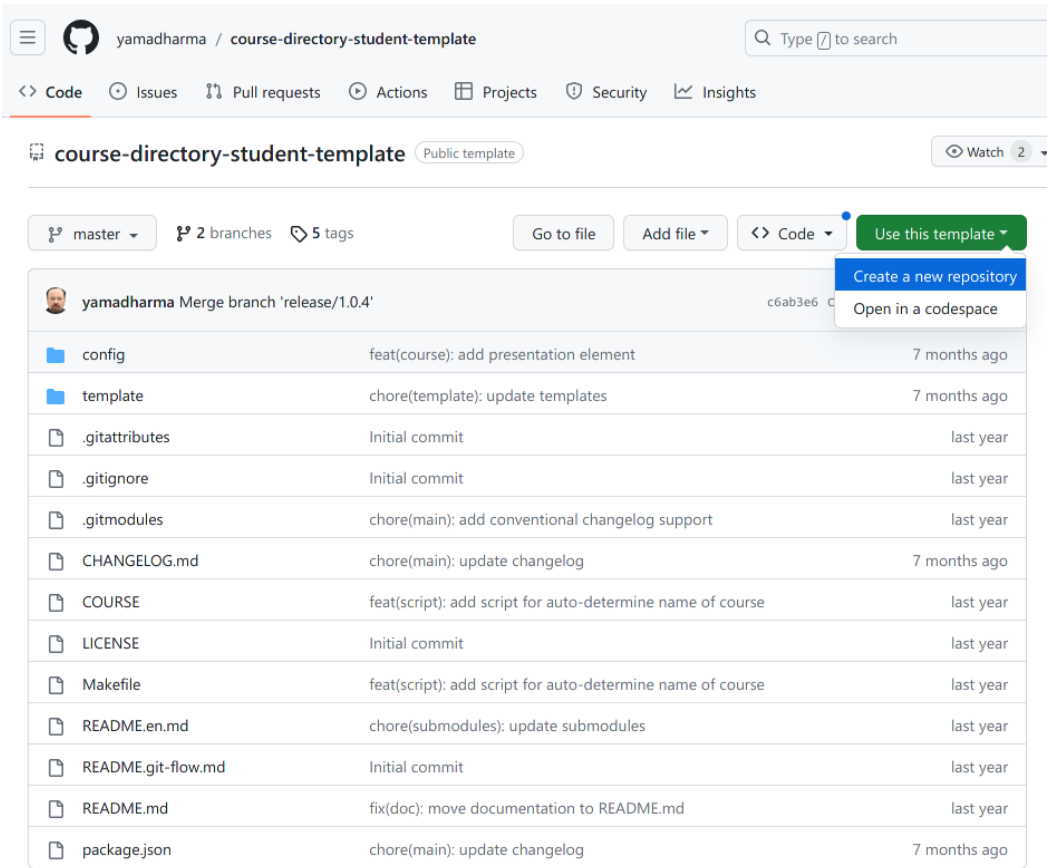 yamadharma / course-directory-student-template
Type / to search
Code Issues Pull requests Actions Projects Security Insights
course-directory-student-template Public template
Watch 2
master 2 branches 5 tags Go to file Add file Code Use this template
Create a new repository
yamadharma Merge branch 'release/1.0.4' c6ab3e6
Open in a codespace
config feat(course): add presentation element 7 months ago
template chore(template): update templates 7 months ago
.gitattributes Initial commit last year
.gitignore Initial commit last year
.gitmodules chore(main): add conventional changelog support last year
CHANGELOG.md chore(main): update changelog 7 months ago
COURSE feat(script): add script for auto-determine name of course last year
LICENSE Initial commit last year
Makefile feat(script): add script for auto-determine name of course last year
README.en.md chore(submodules): update submodules last year
README.git-flow.md Initial commit last year
README.md fix(doc): move documentation to README.md last year
package.json chore(main): update changelog 7 months ago